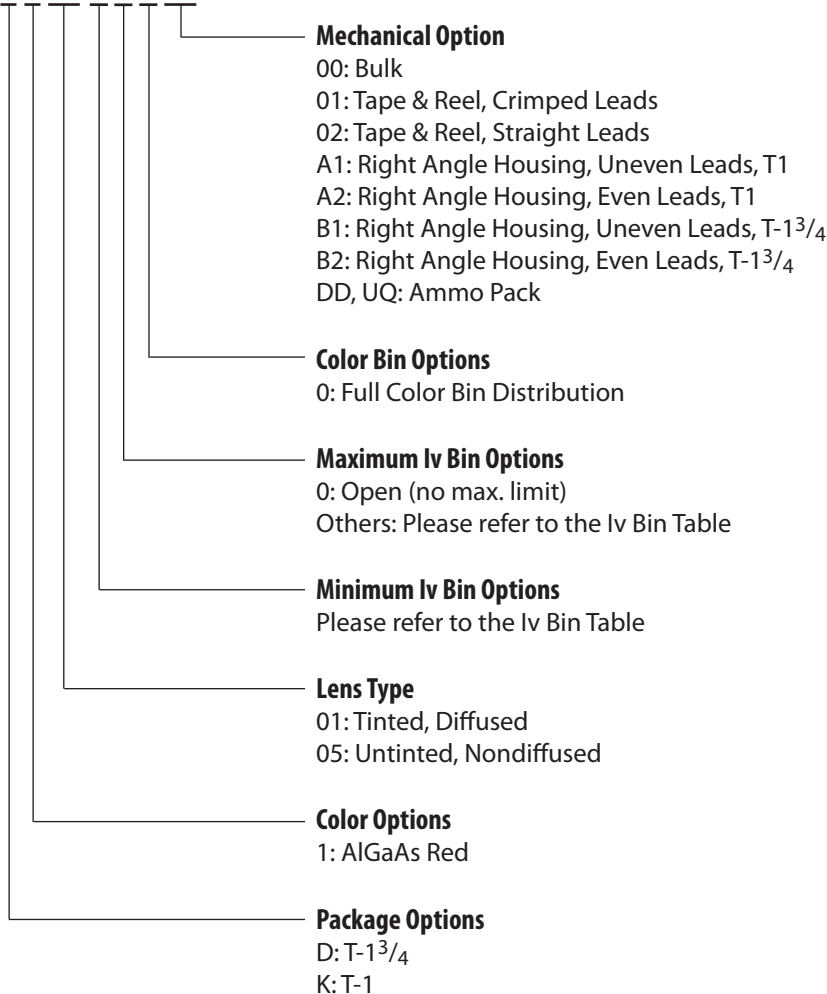 Mechanical Option
00: Bulk
01: Tape & Reel, Crimped Leads
02: Tape & Reel, Straight Leads
A1: Right Angle Housing, Uneven Leads, T1
A2: Right Angle Housing, Even Leads, T1
B1: Right Angle Housing, Uneven Leads, T-13/4
B2: Right Angle Housing, Even Leads, T-13/4
DD, UQ: Ammo Pack
Color Bin Options
0: Full Color Bin Distribution
Maximum Iv Bin Options
0: Open (no max. limit)
Others: Please refer to the Iv Bin Table
Minimum Iv Bin Options
Please refer to the Iv Bin Table
Lens Type
01: Tinted, Diffused
05: Untinted, Nondiffused
Color Options
1: AlGaAs Red
Package Options
D: T-13/4
K: T-1